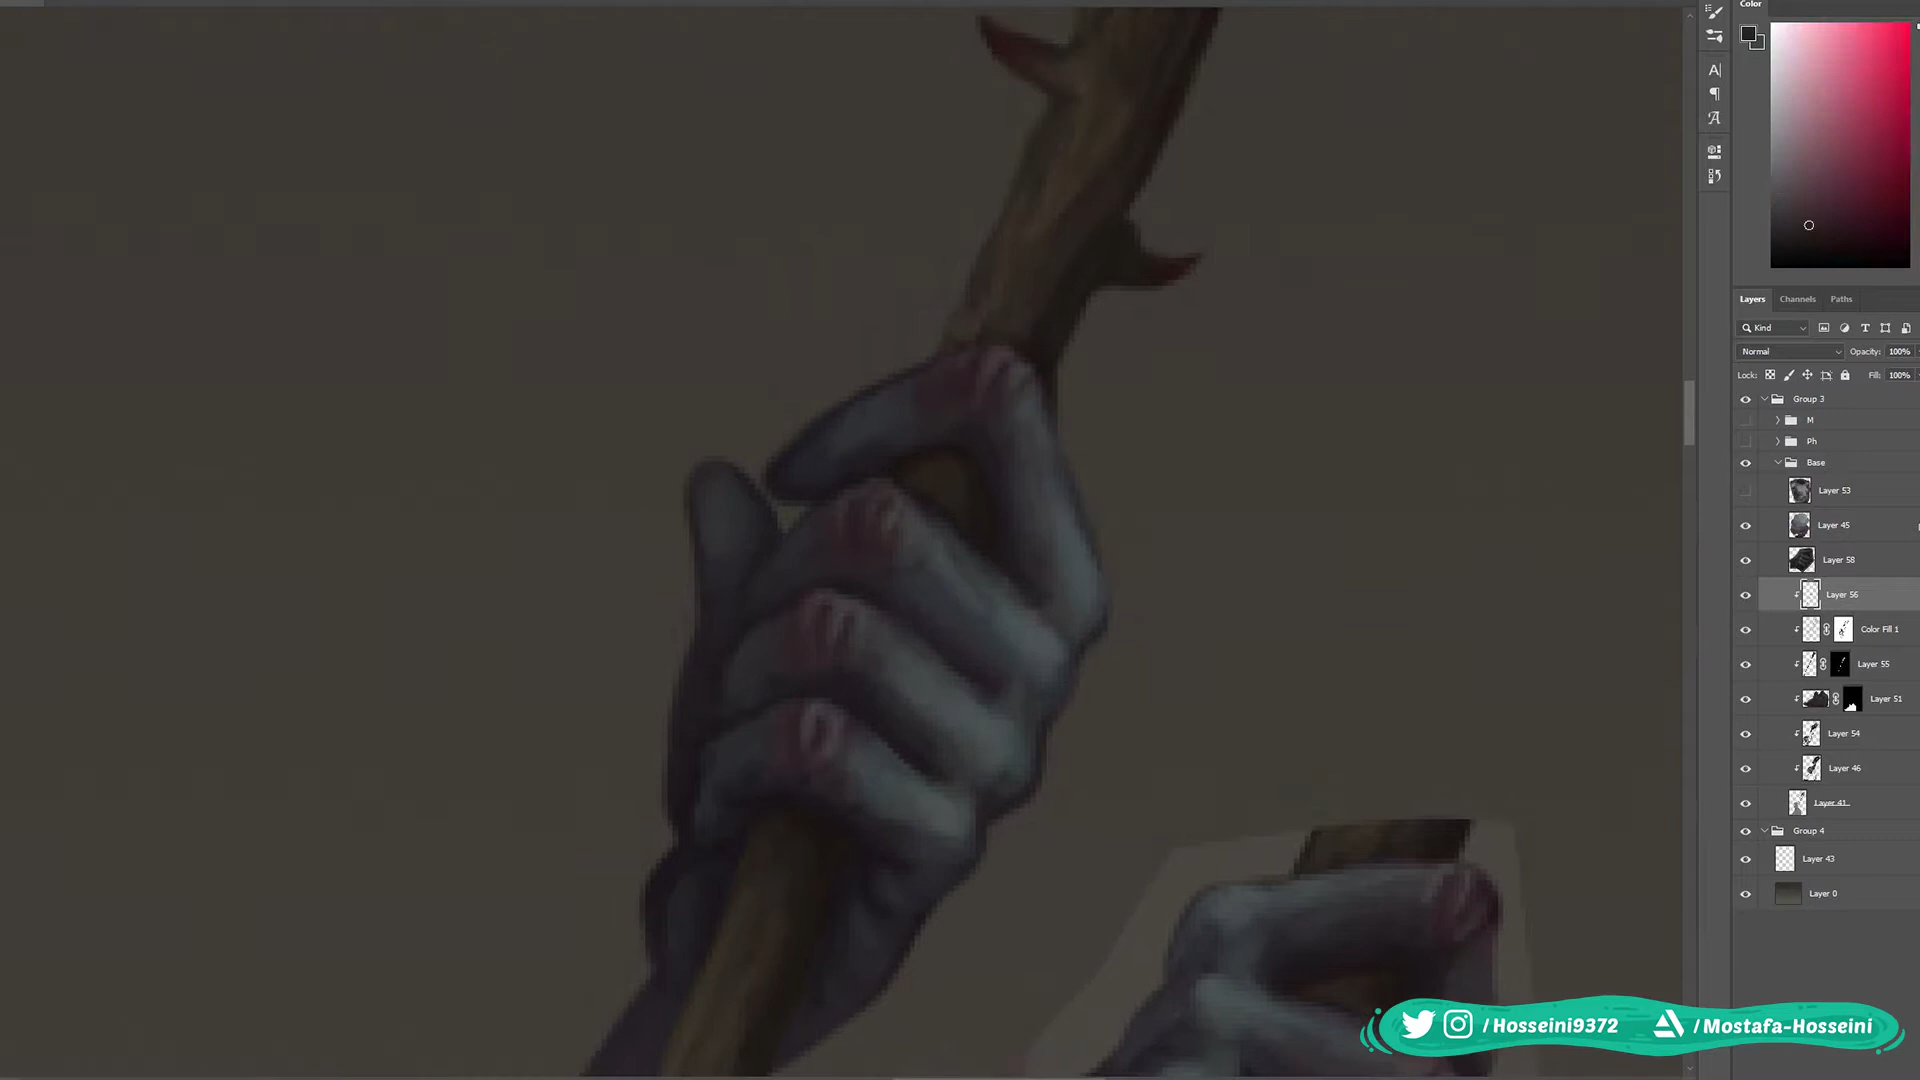 Color
Layers Channels Paths
Kind
Normal Opacity: 100%
Lock: Fill: 100%
Group 3
M
Ph
Base
Layer 53
Layer 45
Layer 58
Layer 56
Color Fill 1
Layer 55
Layer 51
Layer 54
Layer 46
Layer 41
Group 4
Layer 43
Layer 0
/Hosseini9372 /Mostafa-Hosseini